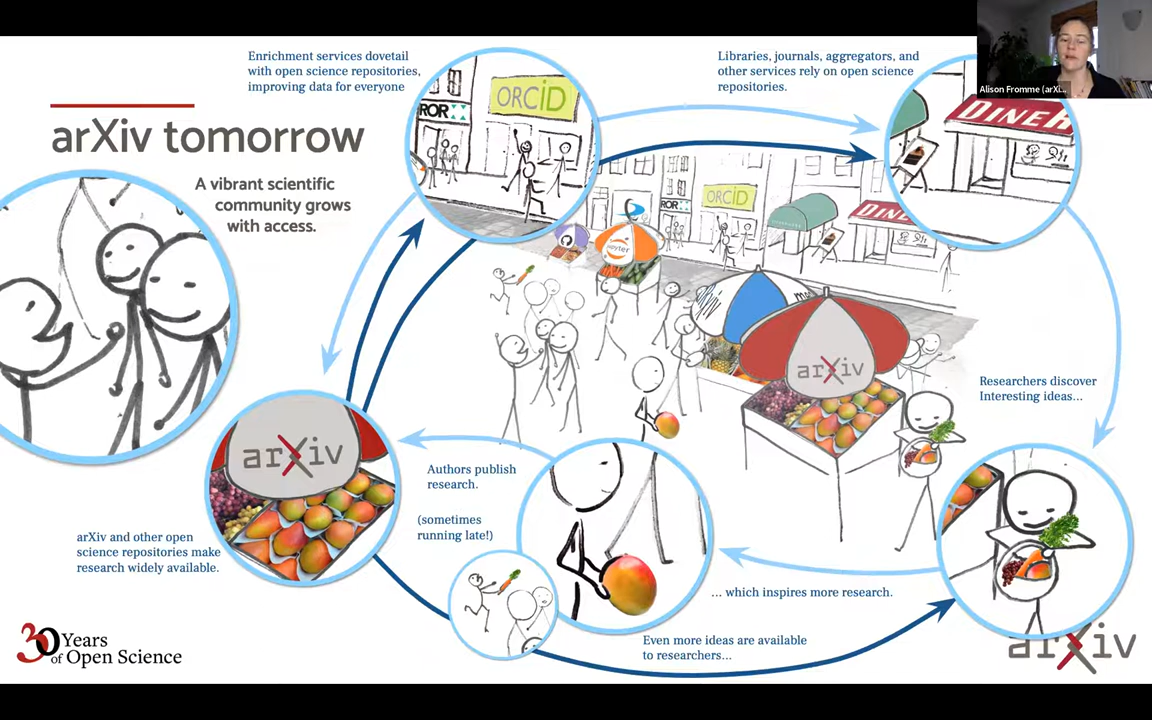 Enrichment services dovetail
with open science repositories,
improving data for everyone
Libraries, journals, aggregators, and
other services rely on open science
repositories.
Alison Fromme (arXi...
arXiv tomorrow
A vibrant scientific
community grows
with access.
ROR
ORCID
DINER
ROR
ORCID
DINE
arXiv
Researchers discover
Interesting ideas...
arXiv
Authors publish
research.
(sometimes
running late!)
arXiv and other open
science repositories make
research widely available.
... which inspires more research.
Even more ideas are available
to researchers...
30 Years
of Open Science
arXiv